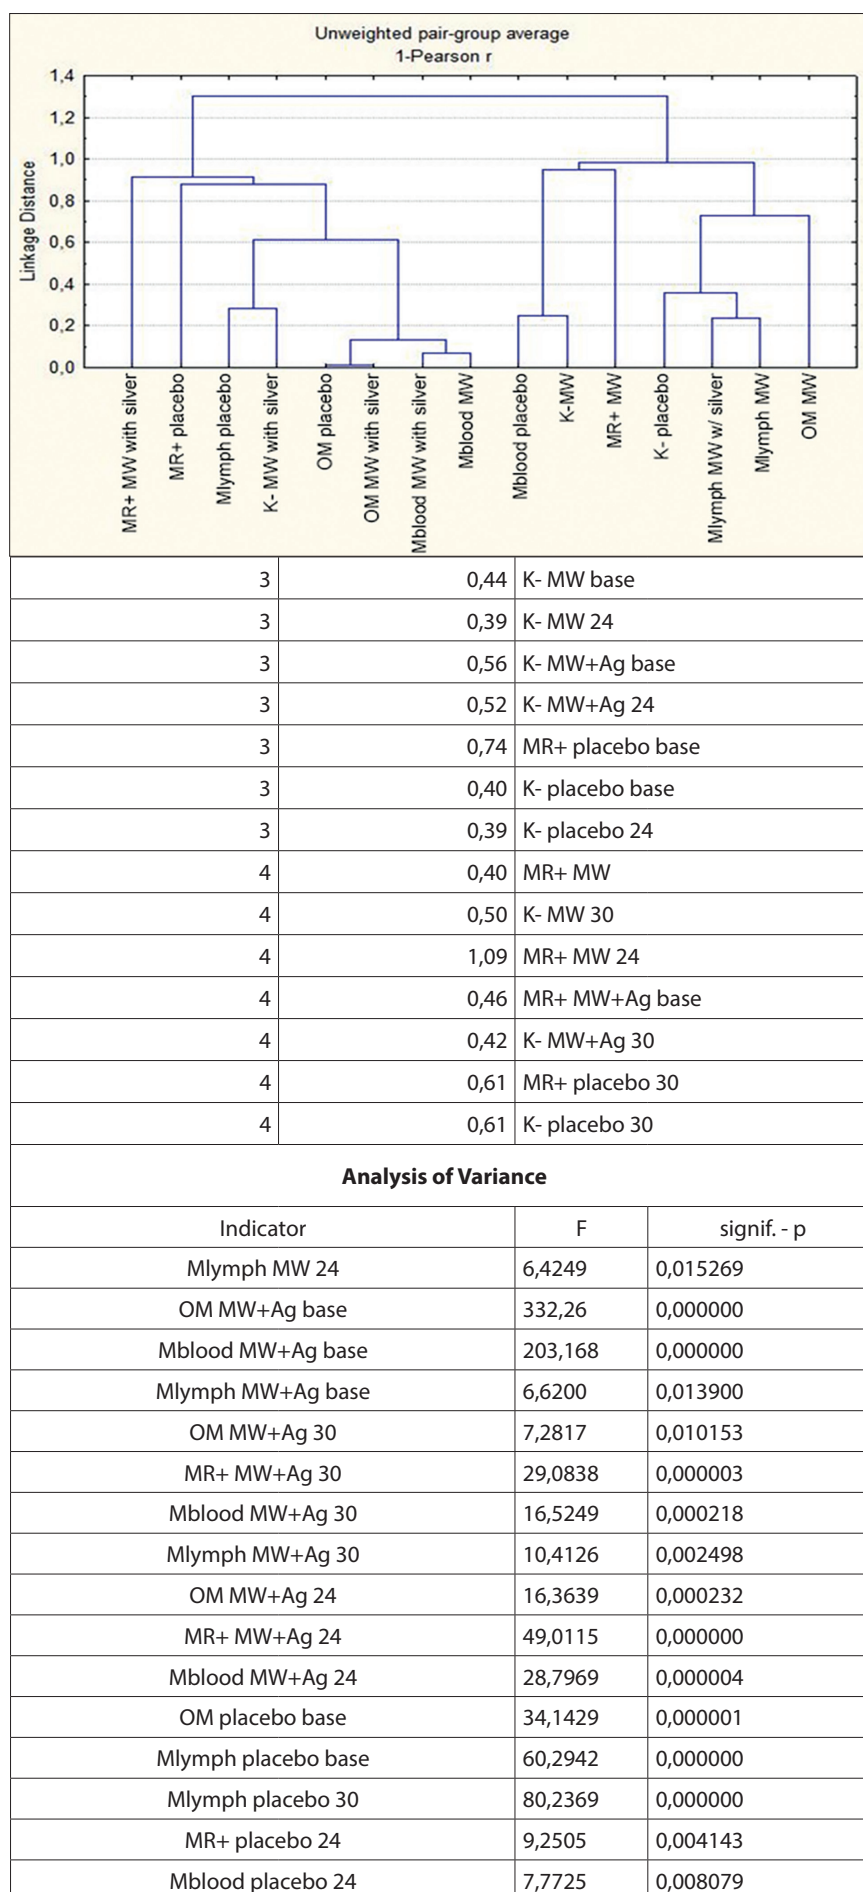 Unweighted pair-group average
1-Pearson r
Linkage Distance
1,4
1,2
1,0
0,8
0,6
0,4
0,2
0,0
MR+ MW with silver
MR+ placebo
Mlymph placebo
K- MW with silver
OM placebo
OM MW with silver
Mblood MW with silver
Mblood MW
Mblood placebo
K-MW
MR+ MW
K- placebo
Mlymph MW w/ silver
Mlymph MW
OM MW
3 0,44 K- MW base
3 0,39 K- MW 24
3 0,56 K- MW+Ag base
3 0,52 K- MW+Ag 24
3 0,74 MR+ placebo base
3 0,40 K- placebo base
3 0,39 K- placebo 24
4 0,40 MR+ MW
4 0,50 K- MW 30
4 1,09 MR+ MW 24
4 0,46 MR+ MW+Ag base
4 0,42 K- MW+Ag 30
4 0,61 MR+ placebo 30
4 0,61 K- placebo 30
Analysis of Variance
Indicator F signif. - p
Mlymph MW 24 6,4249 0,015269
OM MW+Ag base 332,26 0,000000
Mblood MW+Ag base 203,168 0,000000
Mlymph MW+Ag base 6,6200 0,013900
OM MW+Ag 30 7,2817 0,010153
MR+ MW+Ag 30 29,0838 0,000003
Mblood MW+Ag 30 16,5249 0,000218
Mlymph MW+Ag 30 10,4126 0,002498
OM MW+Ag 24 16,3639 0,000232
MR+ MW+Ag 24 49,0115 0,000000
Mblood MW+Ag 24 28,7969 0,000004
OM placebo base 34,1429 0,000001
Mlymph placebo base 60,2942 0,000000
Mlymph placebo 30 80,2369 0,000000
MR+ placebo 24 9,2505 0,004143
Mblood placebo 24 7,7725 0,008079